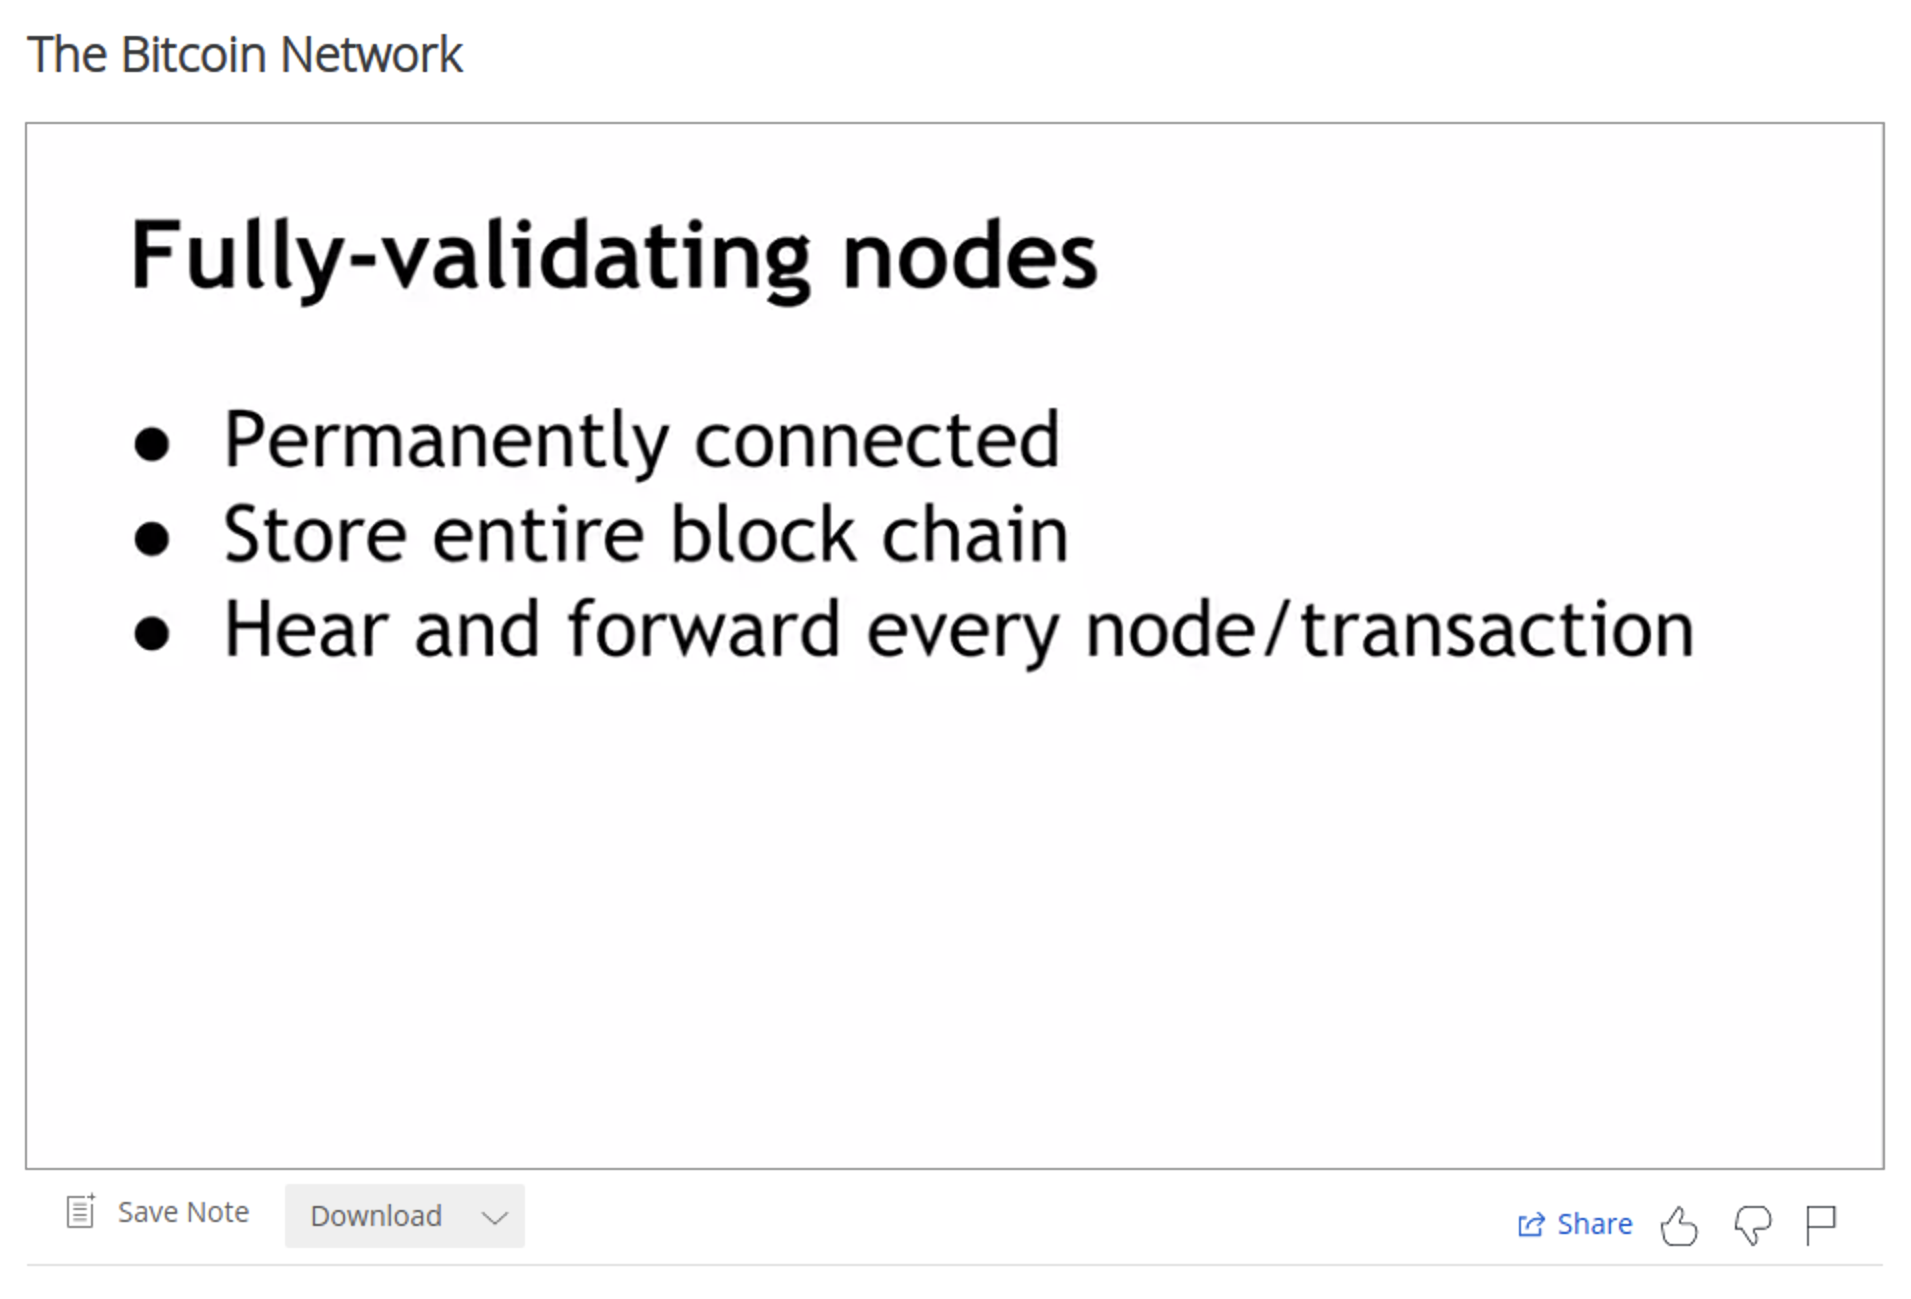 The Bitcoin Network
Fully-validating nodes
● Permanently connected
● Store entire block chain
● Hear and forward every node/transaction
Save Note
Download
Share